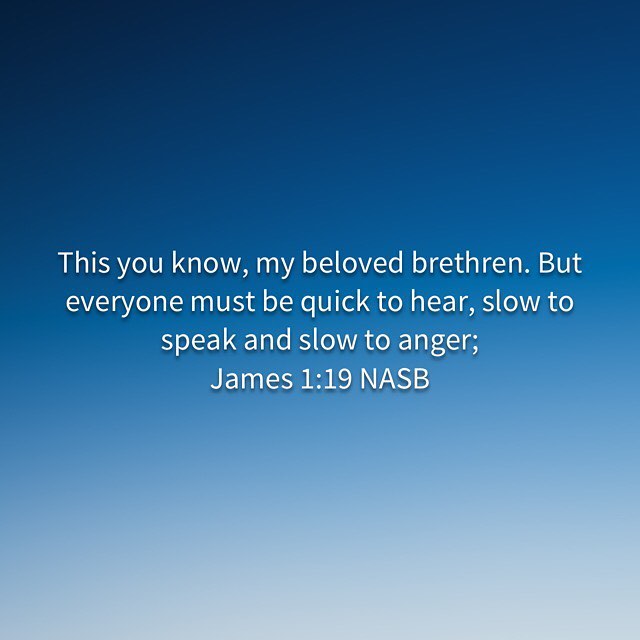 This you know, my beloved brethren. But
everyone must be quick to hear, slow to
speak and slow to anger;
James 1:19 NASB